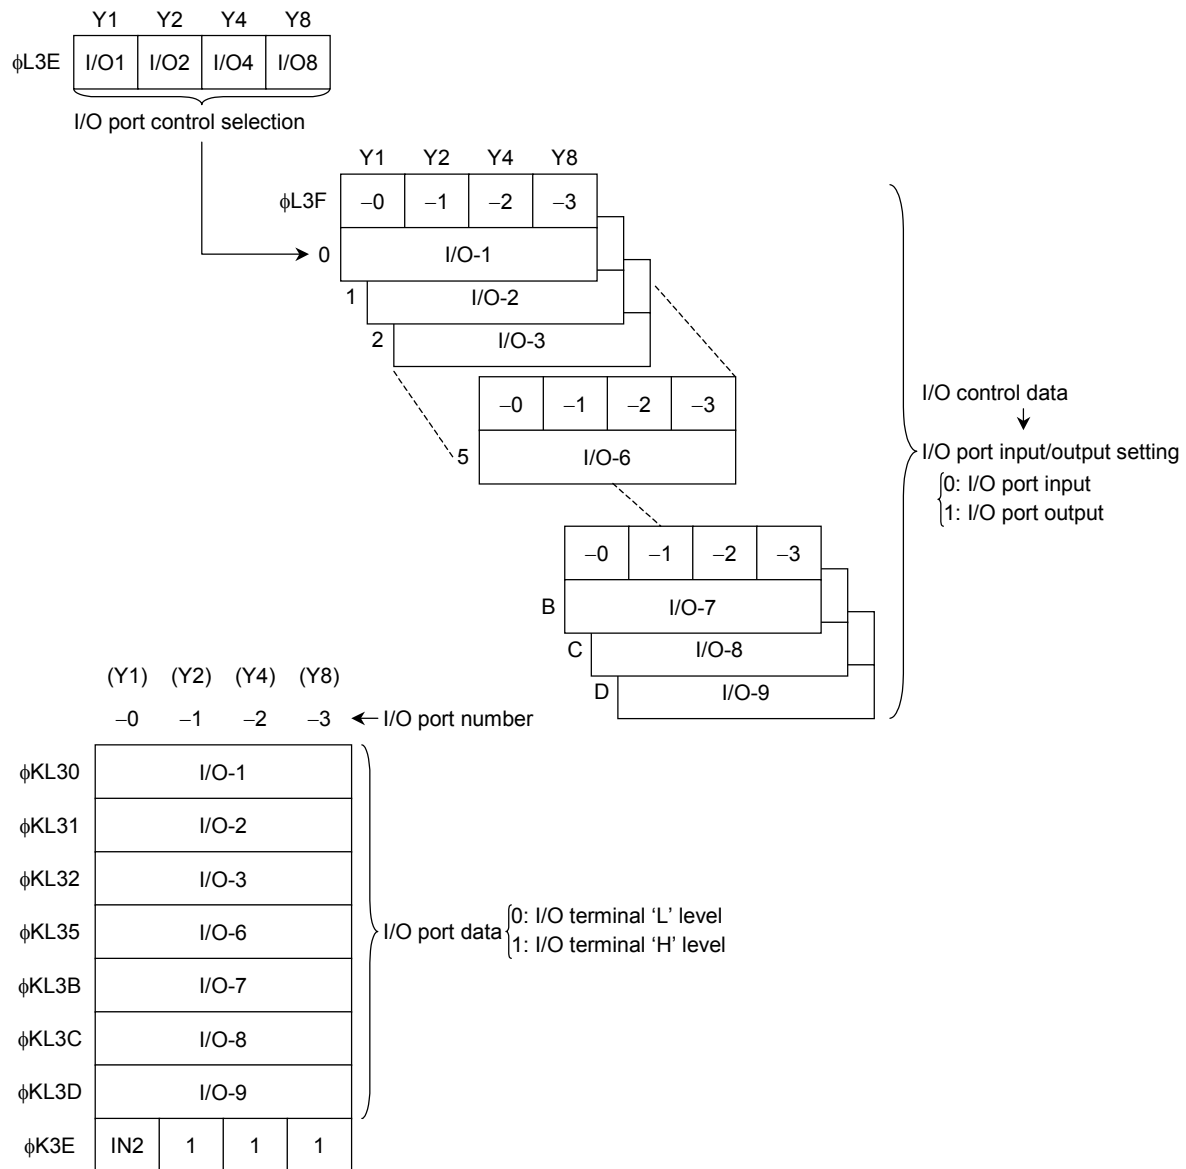 Y1 Y2 Y4 Y8
ϕL3E I/O1 I/O2 I/O4 I/O8
I/O port control selection
Y1 Y2 Y4 Y8
ϕL3F −0 −1 −2 −3
0 I/O-1
1 I/O-2
2 I/O-3
−0 −1 −2 −3
5 I/O-6
I/O control data
I/O port input/output setting
0: I/O port input
1: I/O port output
−0 −1 −2 −3
B I/O-7
C I/O-8
D I/O-9
(Y1) (Y2) (Y4) (Y8)
−0 −1 −2 −3 ← I/O port number
ϕKL30 I/O-1
ϕKL31 I/O-2
ϕKL32 I/O-3
ϕKL35 I/O-6
ϕKL3B I/O-7
ϕKL3C I/O-8
ϕKL3D I/O-9
I/O port data
0: I/O terminal ‘L’ level
1: I/O terminal ‘H’ level
ϕK3E IN2 1 1 1